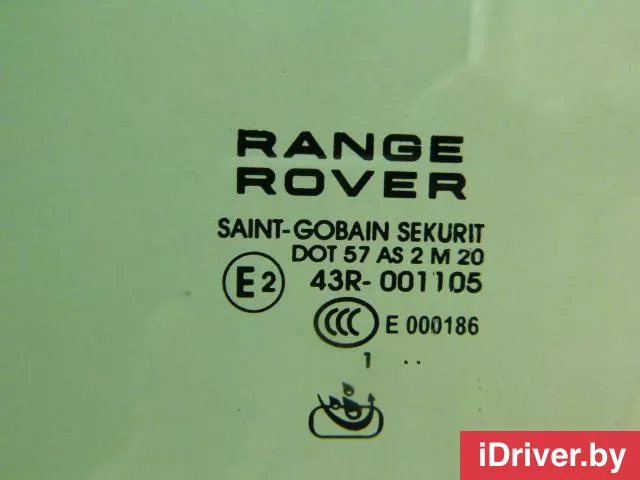 RANGE
ROVER
SAINT-GOBAIN SEKURIT
DOT 57 AS 2 M 20
E2 43R-001105
CCC E 000186
1 ..
iDriver.by